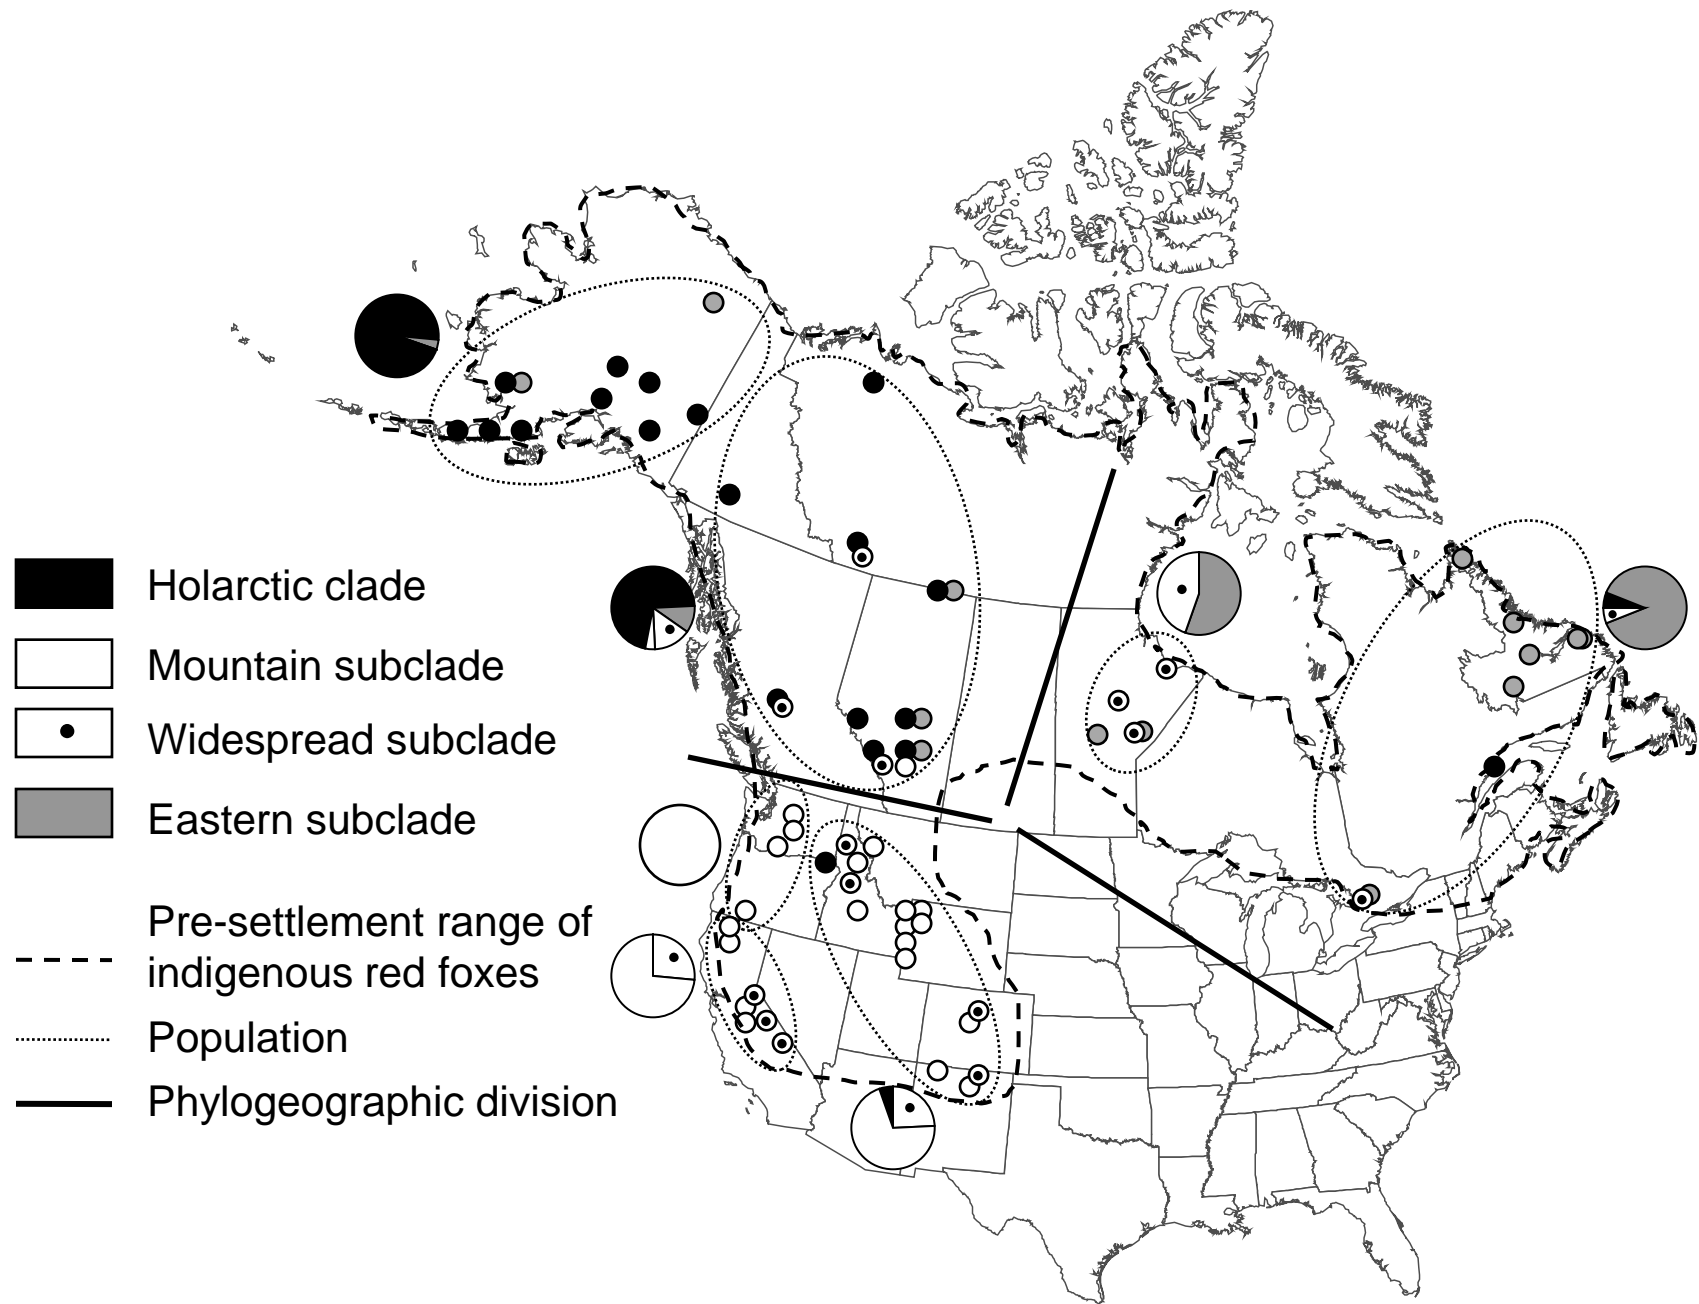 Holarctic clade
Mountain subclade
Widespread subclade
Eastern subclade
Pre-settlement range of
indigenous red foxes
Population
Phylogeographic division